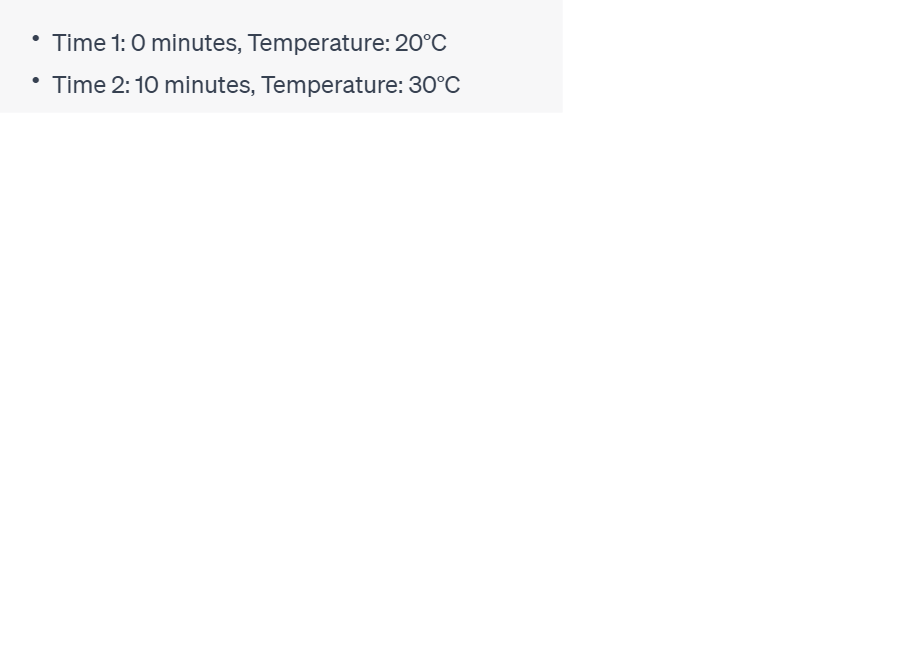 • Time 1: 0 minutes, Temperature: 20°C
• Time 2: 10 minutes, Temperature: 30°C